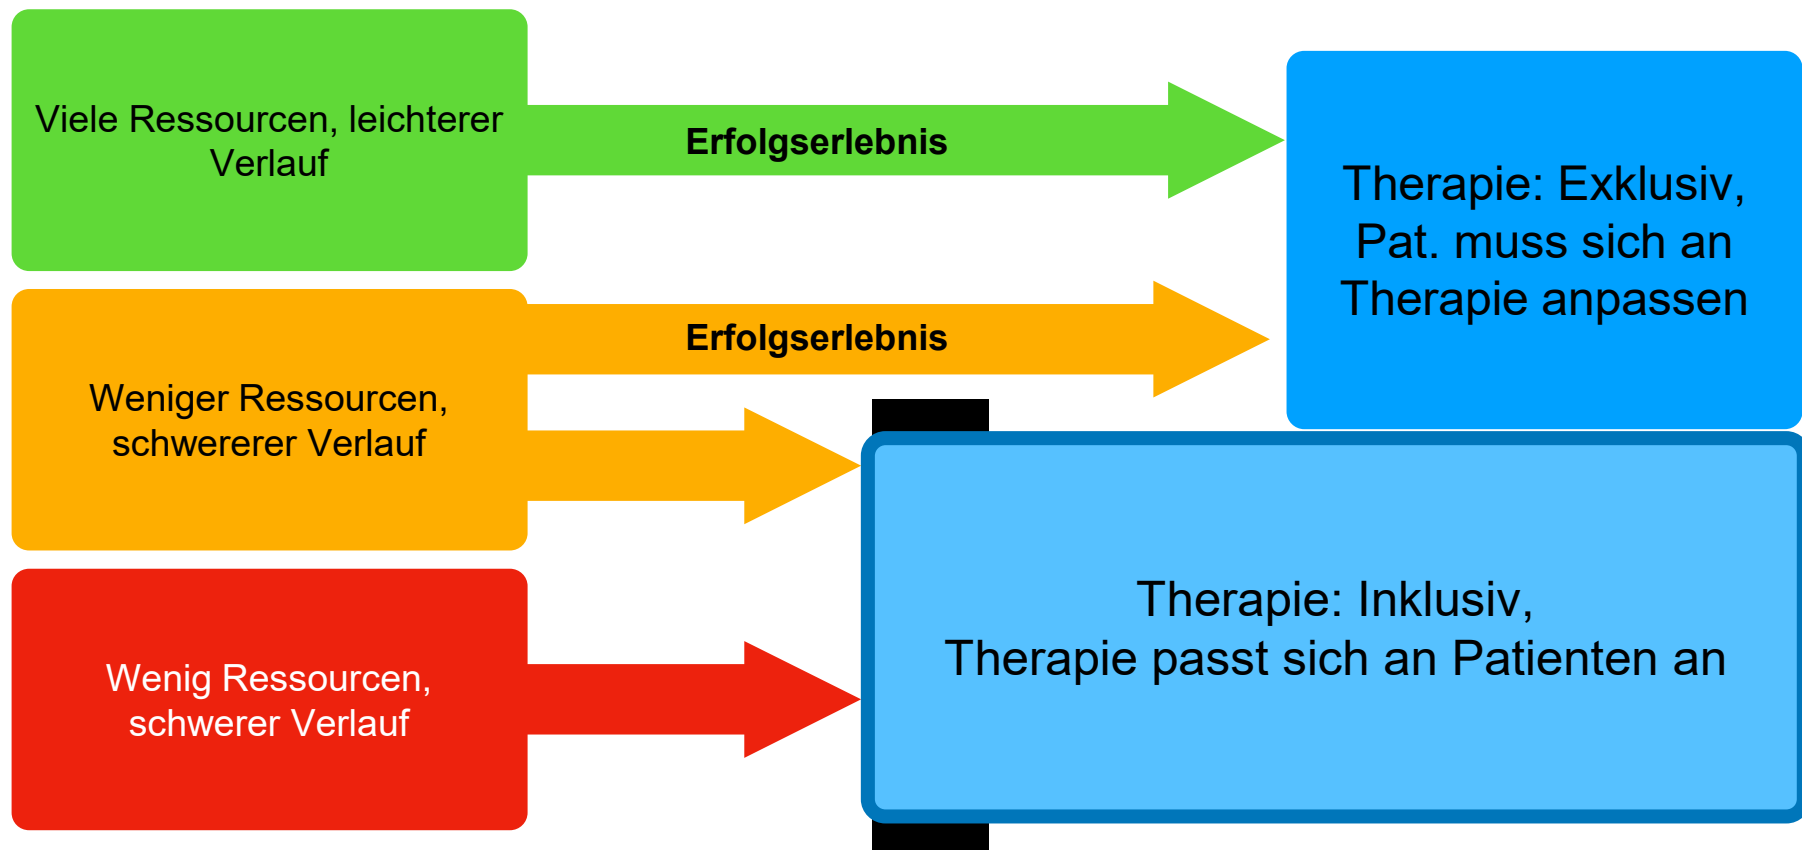 Viele Ressourcen, leichterer
Verlauf
Erfolgserlebnis
Therapie: Exklusiv,
Pat. muss sich an
Therapie anpassen
Erfolgserlebnis
Weniger Ressourcen,
schwererer Verlauf
Therapie: Inklusiv,
Therapie passt sich an Patienten an
Wenig Ressourcen,
schwerer Verlauf